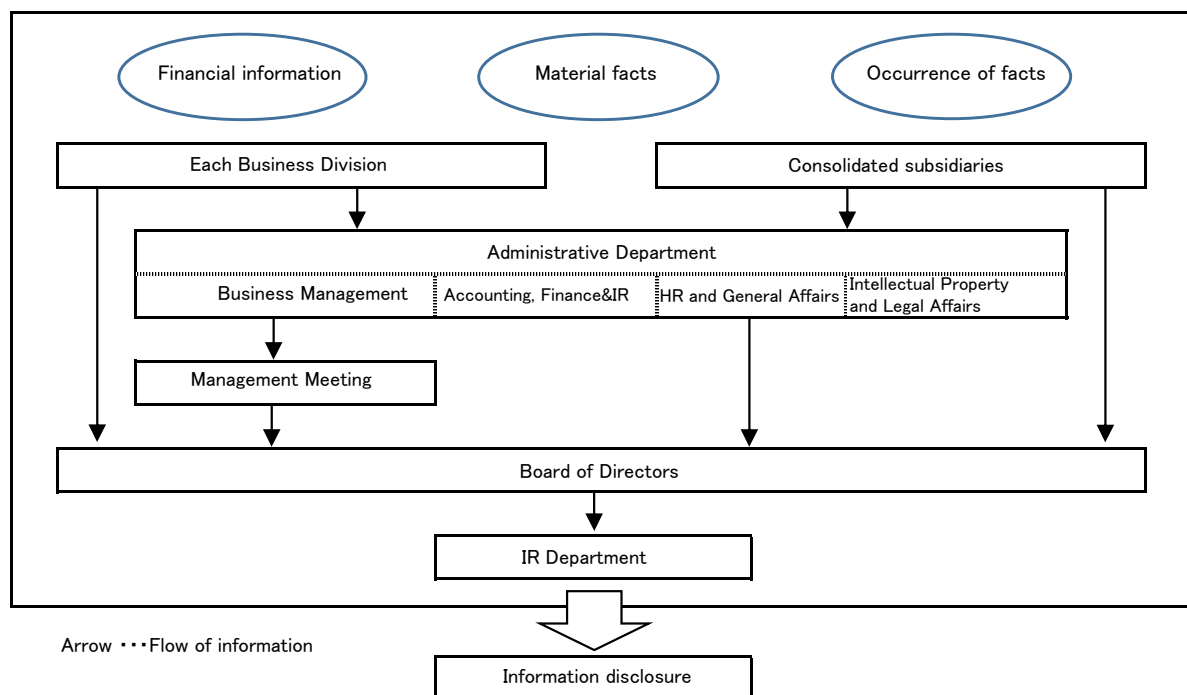 Financial information
Material facts
Occurrence of facts
Each Business Division
Consolidated subsidiaries
Administrative Department
Business Management
Accounting, Finance&IR
HR and General Affairs
Intellectual Property
and Legal Affairs
Management Meeting
Board of Directors
IR Department
Arrow ･･･Flow of information
Information disclosure